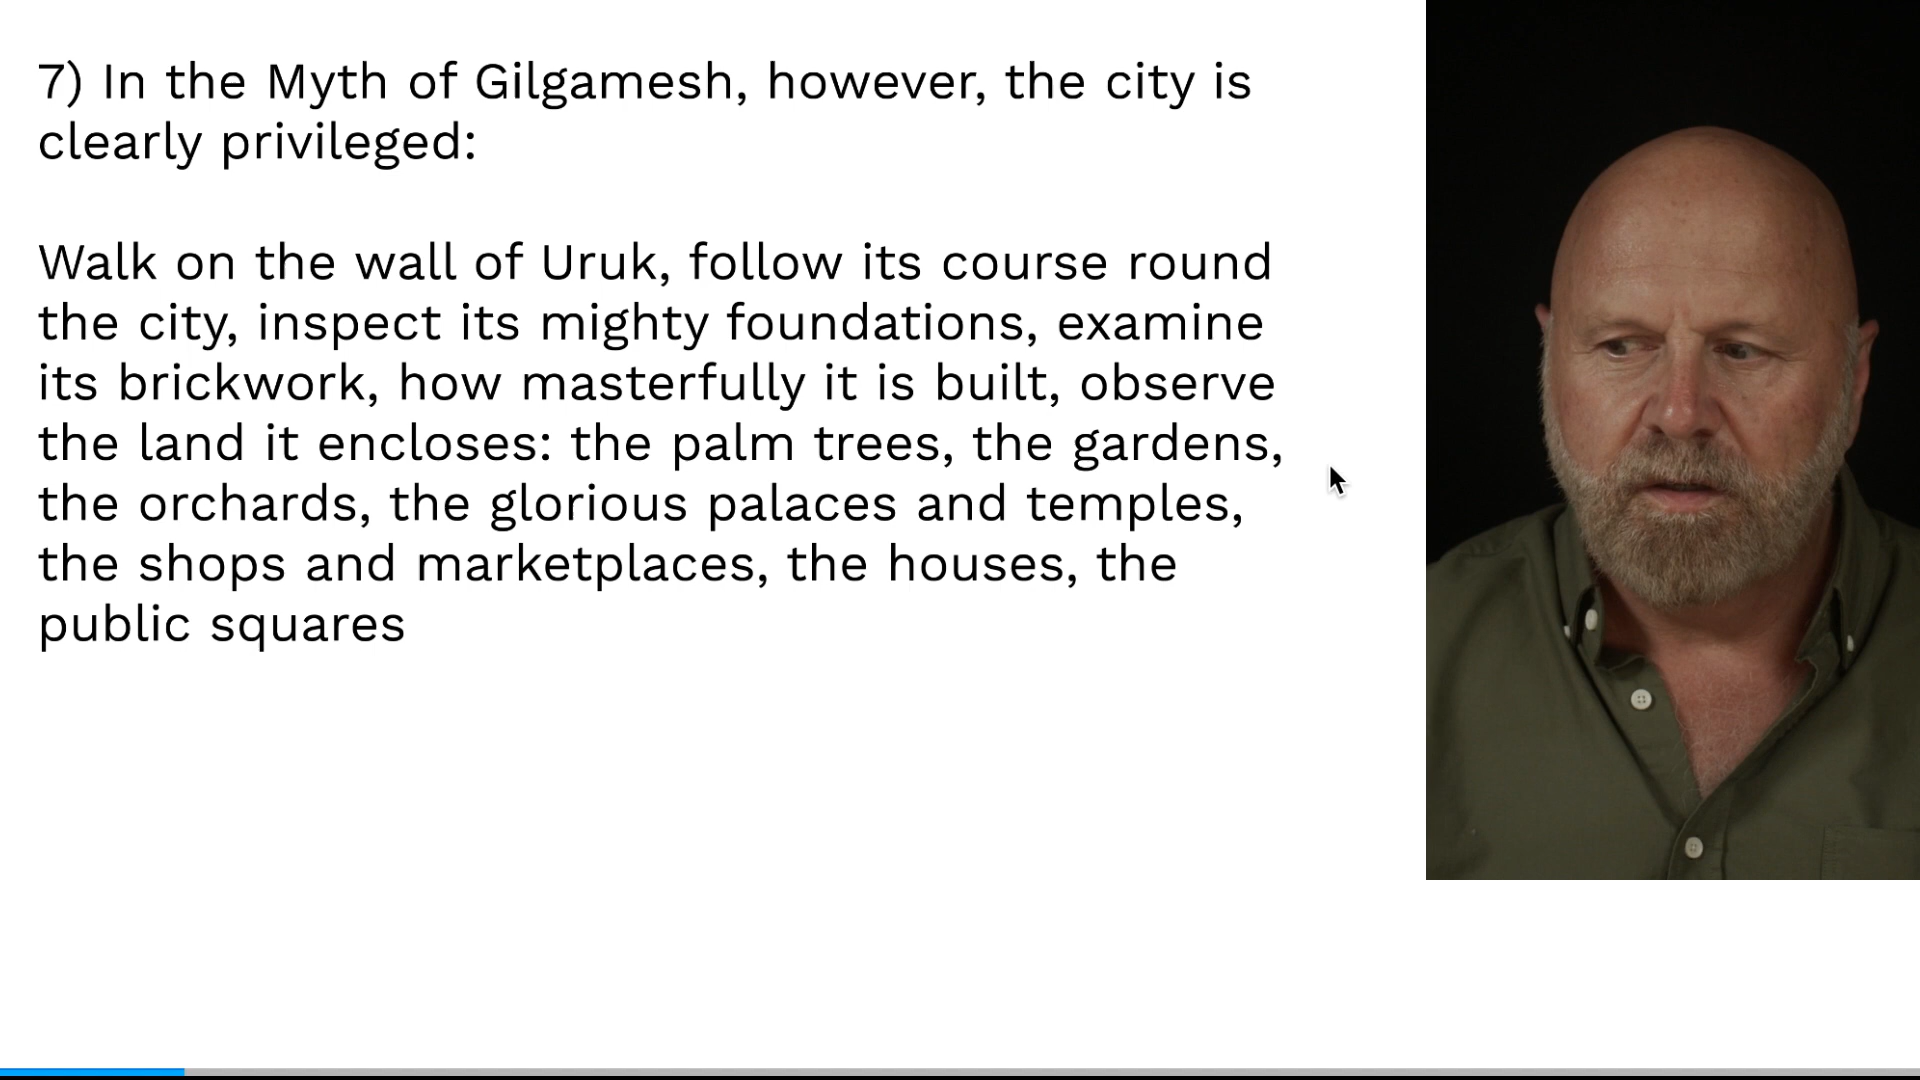 7) In the Myth of Gilgamesh, however, the city is
clearly privileged:
Walk on the wall of Uruk, follow its course round
the city, inspect its mighty foundations, examine
its brickwork, how masterfully it is built, observe
the land it encloses: the palm trees, the gardens,
the orchards, the glorious palaces and temples,
the shops and marketplaces, the houses, the
public squares